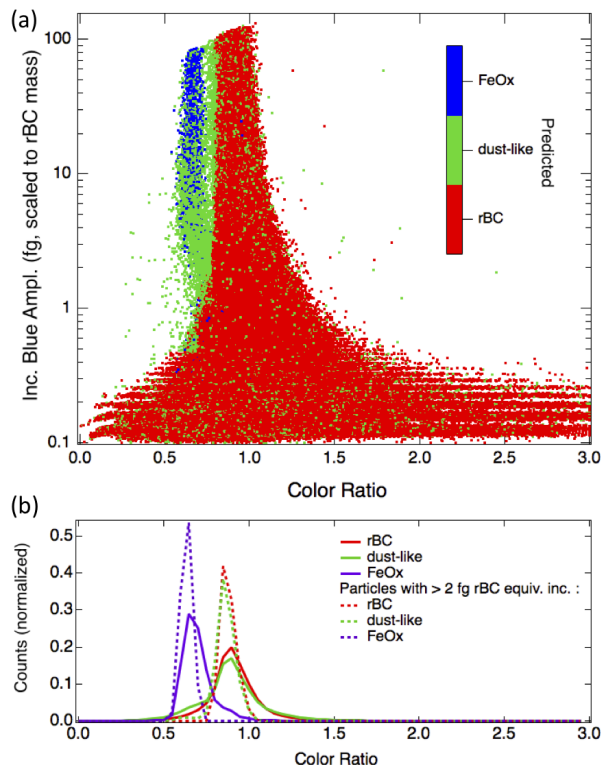 (a)
Inc. Blue Ampl. (fg, scaled to rBC mass)
100
10
1
0.1
FeOx
dust-like
rBC
Predicted
0.0 0.5 1.0 1.5 2.0 2.5 3.0
Color Ratio
(b)
Counts (normalized)
0.5
0.4
0.3
0.2
0.1
0.0
rBC
dust-like
FeOx
Particles with > 2 fg rBC equiv. inc. :
rBC
dust-like
FeOx
0.0 0.5 1.0 1.5 2.0 2.5 3.0
Color Ratio